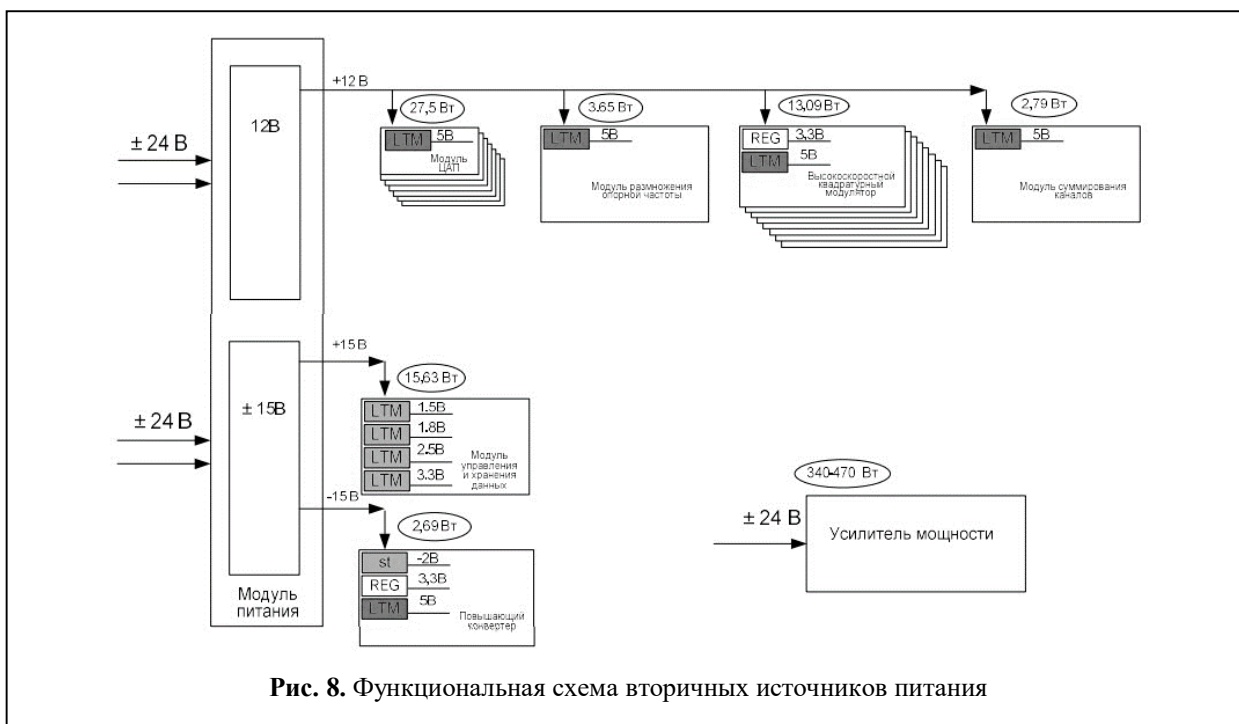 +12В
27,5 Вт
3.65 Вт
13,09 Вт
2,79 Вт
12В
LTM 5В
LTM 5В
REG 3,3В
LTM 5В
LTM 5В
± 24 В
Модуль
ЦАП
Модуль размножения
опорной частоты
Высокоскоростной
квадратурный
модулятор
Модуль суммирования
каналов
+15В
15,63 Вт
± 15В
± 24 В
LTM 1.5В
LTM 1.8В
LTM 2.5В
LTM 3.3В
Модуль
управления
и хранения
данных
-15В
2,69 Вт
340-470 Вт
± 24 В
Усилитель мощности
st -2В
REG 3,3В
LTM 5В
Повышающий
конвертер
Модуль
питания
Рис. 8. Функциональная схема вторичных источников питания